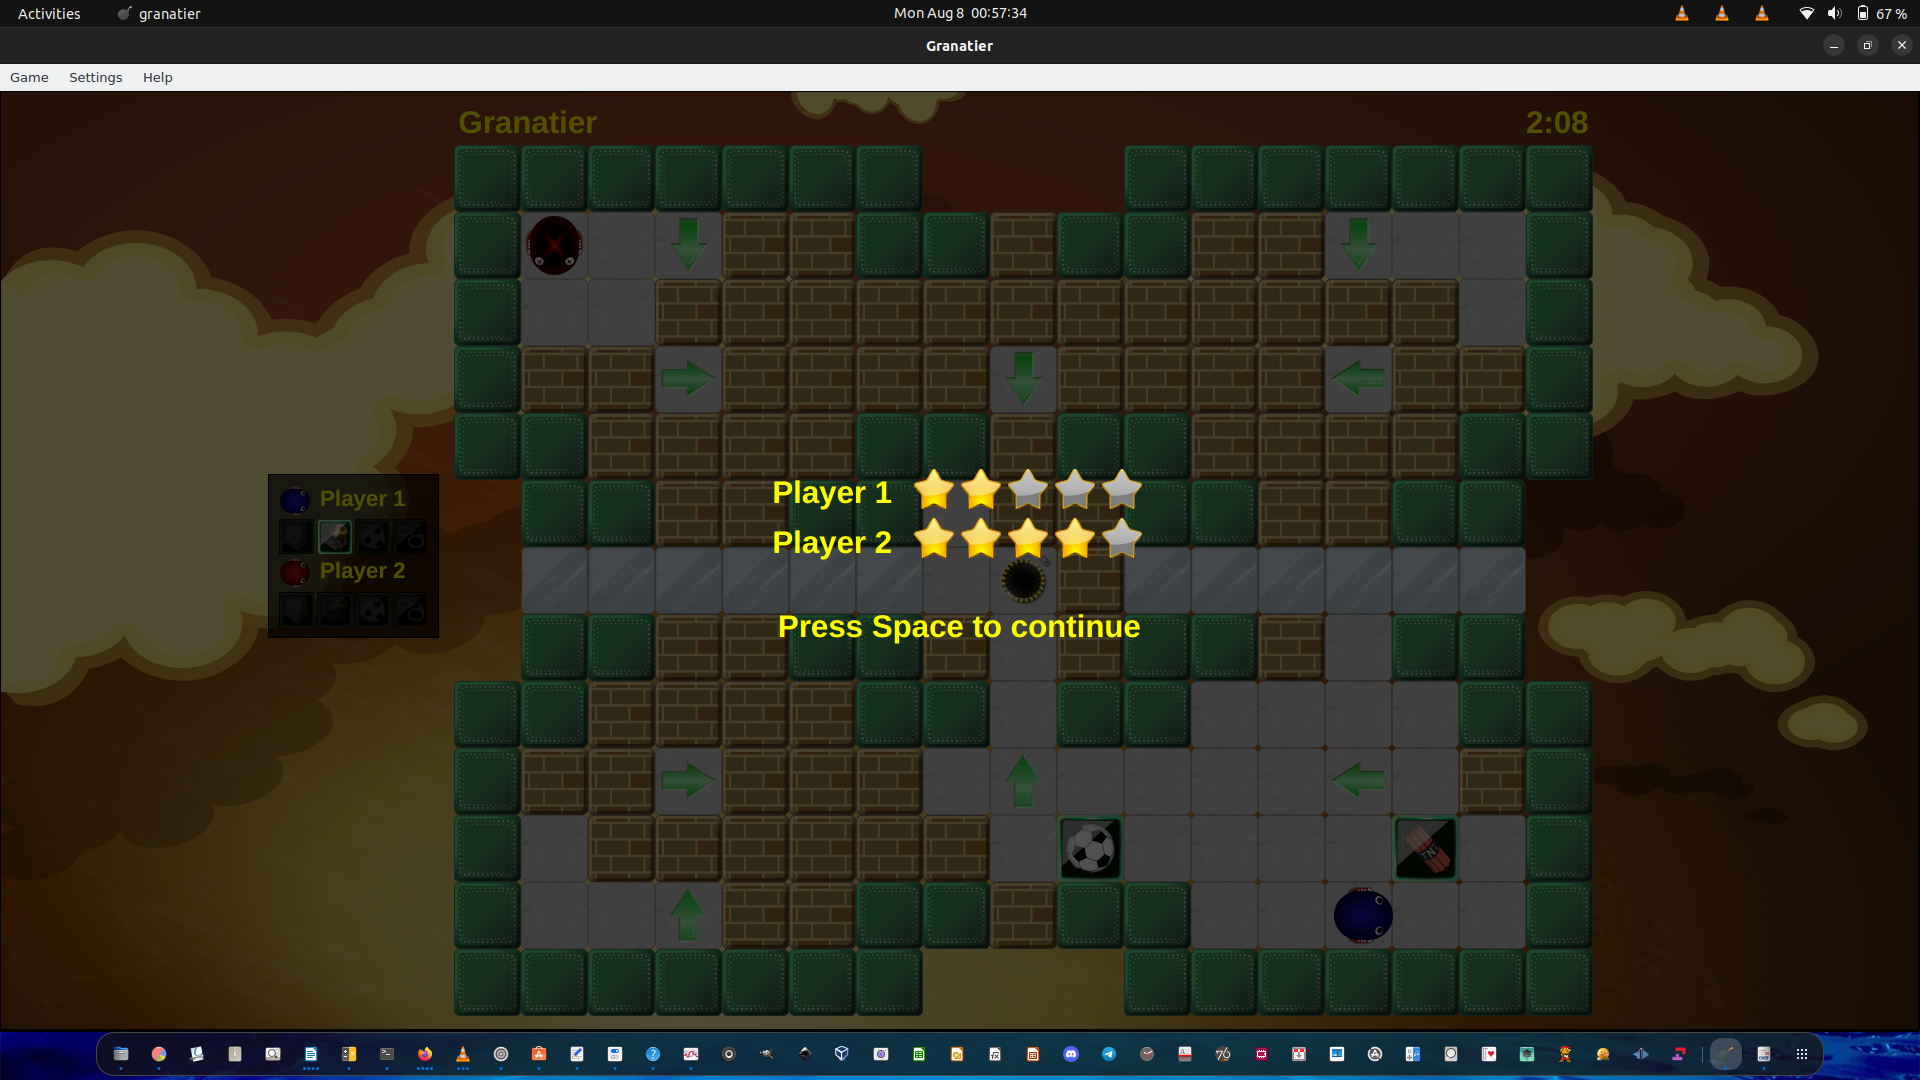 Activities
granatier
Mon Aug 8 00:57:34
67 %
Granatier
Game
Settings
Help
Granatier
2:08
Player 1
Player 2
Player 1
Player 2
Press Space to continue